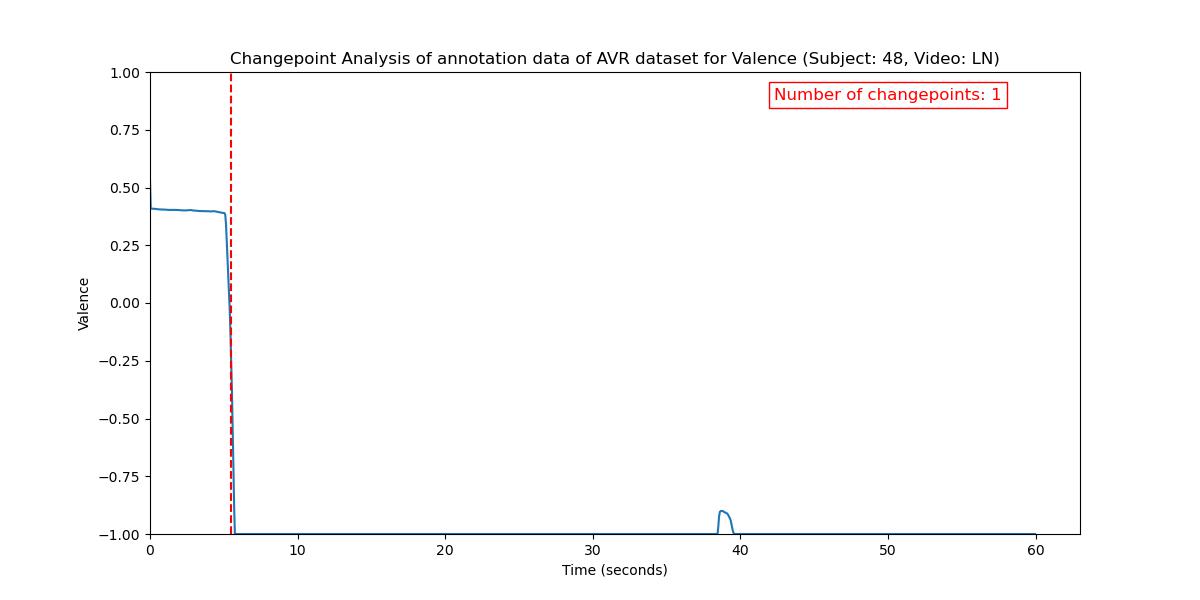 Changepoint Analysis of annotation data of AVR dataset for Valence (Subject: 48, Video: LN)
Number of changepoints: 1
1.00
0.75
0.50
0.25
0.00
−0.25
−0.50
−0.75
−1.00
Valence
0 10 20 30 40 50 60
Time (seconds)